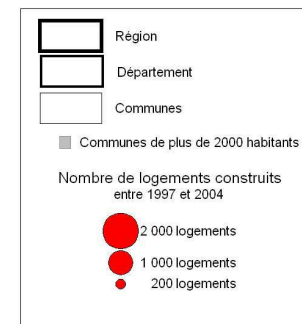 Région
Département
Communes
Communes de plus de 2000 habitants
Nombre de logements construits
entre 1997 et 2004
2 000 logements
1 000 logements
200 logements